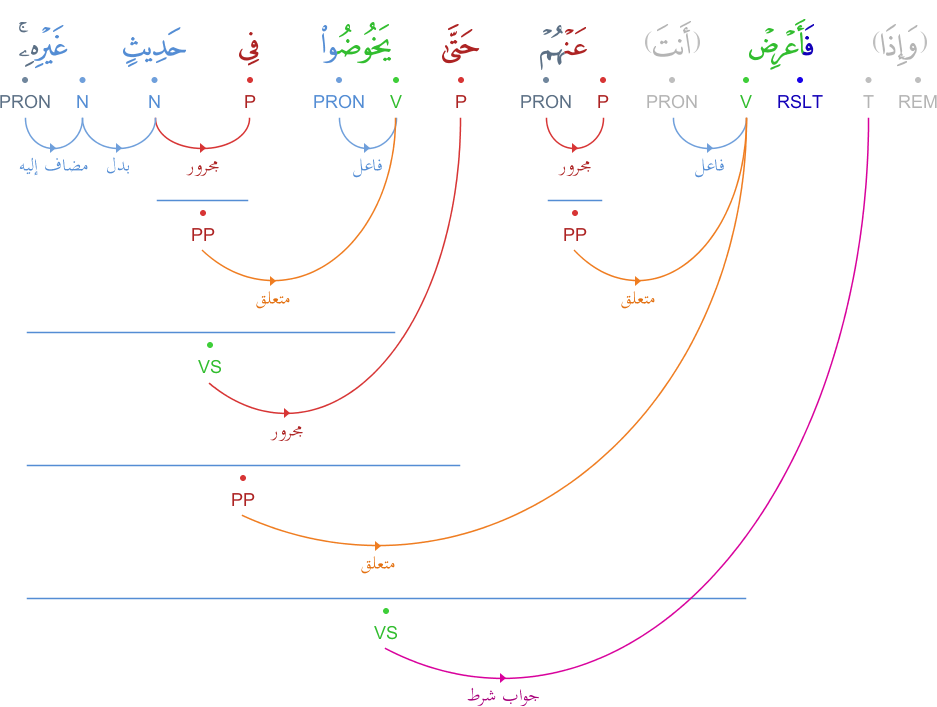 (وَإِذَا) فَأَعْرِضْ (أَنتَ) عَنْهُمْ حَتَّىٰ يَخُوضُوا۟ فِى حَدِيثٍ غَيْرِهِۦٓ ۚ
REM T RSLT V PRON P PRON P V PRON P N N PRON
فاعل مجرور فاعل مجرور بدل مضاف إليه
PP PP
متعلق متعلق
VS
مجرور
PP
متعلق
VS
جواب شرط